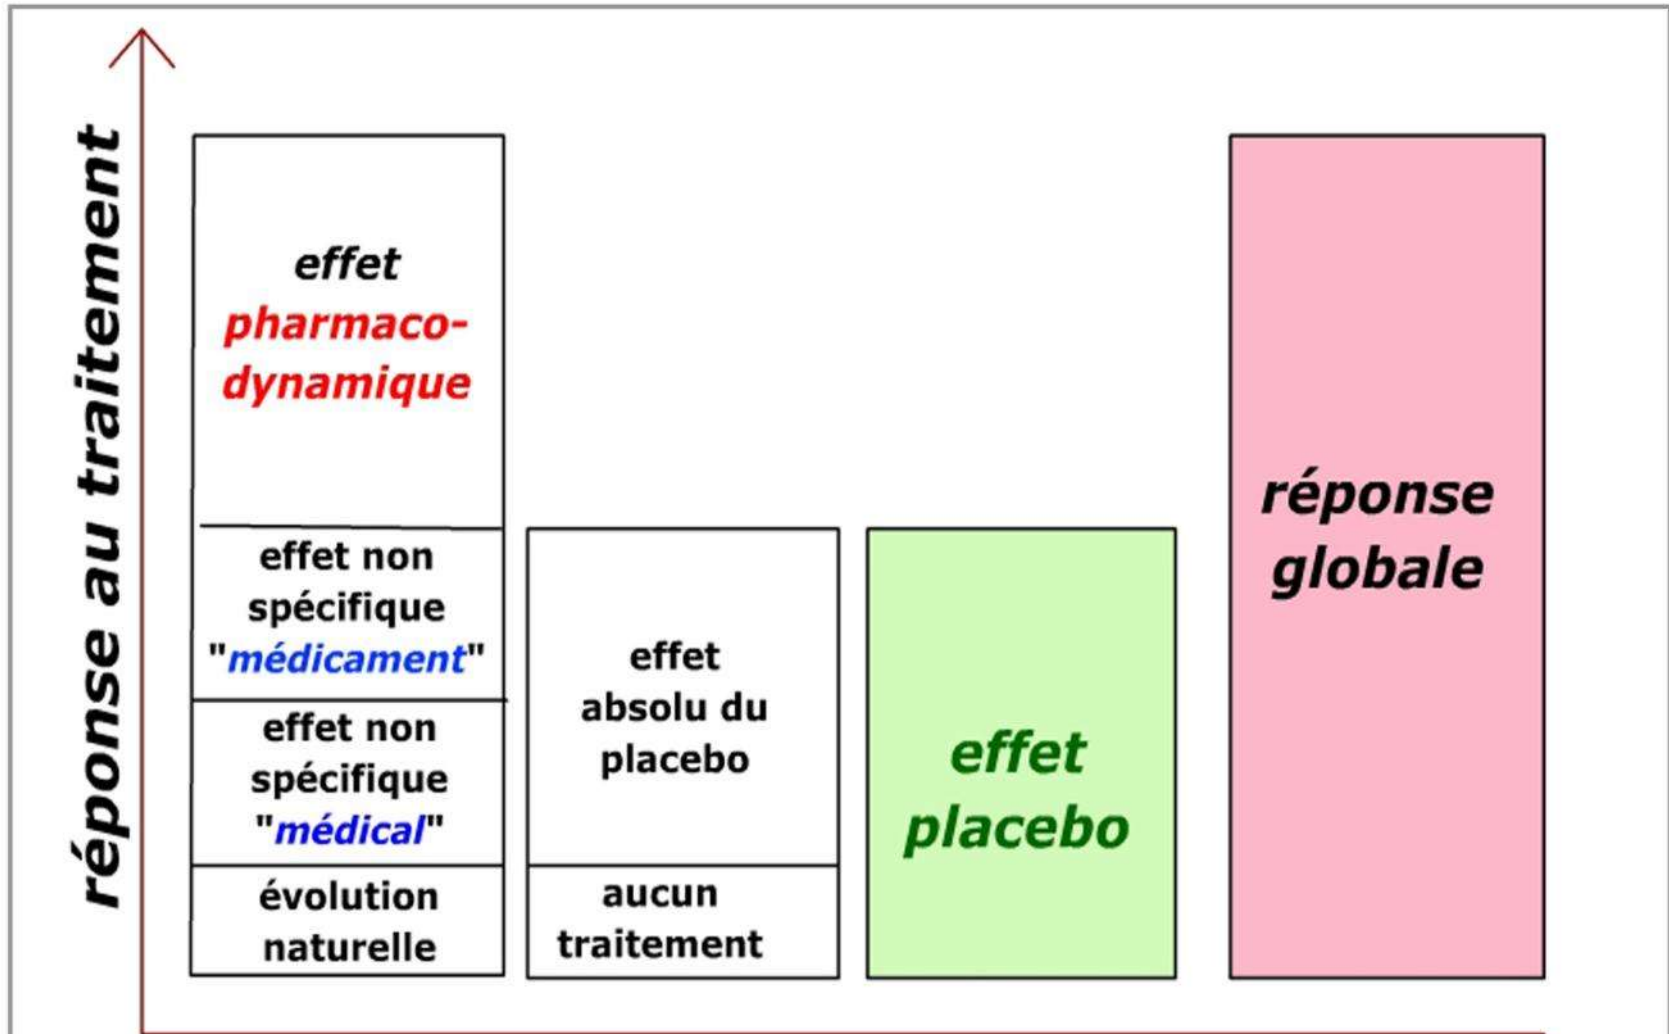 réponse au traitement
effet
pharmaco-
dynamique
effet non
spécifique
"médicament"
effet non
spécifique
"médical"
évolution
naturelle
effet
absolu du
placebo
aucun
traitement
effet
placebo
réponse
globale